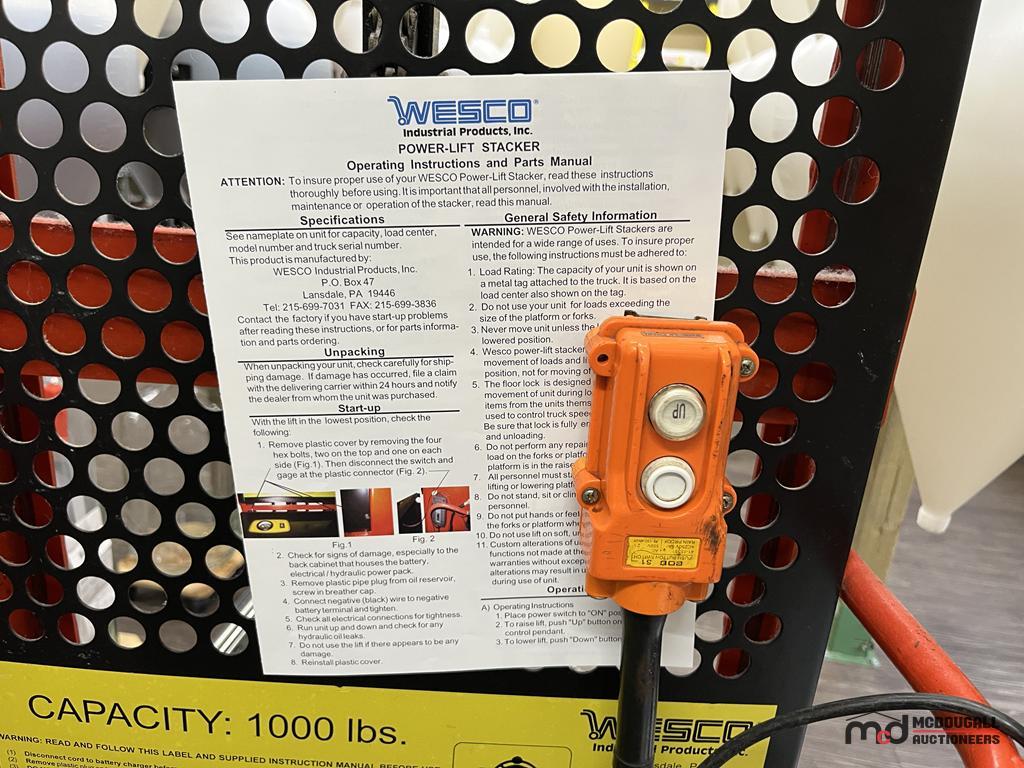 WESCO®
Industrial Products, Inc.
POWER-LIFT STACKER
Operating Instructions and Parts Manual
ATTENTION: To insure proper use of your WESCO Power-Lift Stacker, read these instructions
thoroughly before using. It is important that all personnel, involved with the installation,
maintenance or operation of the stacker, read this manual.
Specifications
See nameplate on unit for capacity, load center,
model number and truck serial number.
This product is manufactured by:
WESCO Industrial Products, Inc.
P.O. Box 47
Lansdale, PA 19446
Tel: 215-699-7031 FAX: 215-699-3836
Contact the factory if you have start-up problems
after reading these instructions, or for parts informa-
tion and parts ordering.
Unpacking
When unpacking your unit, check carefully for ship-
ping damage. If damage has occurred, file a claim
with the delivering carrier within 24 hours and notify
the dealer from whom the unit was purchased.
Start-up
With the lift in the lowest position, check the
following:
1. Remove plastic cover by removing the four
hex bolts, two on the top and one on each
side (Fig.1). Then disconnect the switch and
gage at the plastic connector (Fig. 2).
Fig.1
Fig. 2
2. Check for signs of damage, especially to the
back cabinet that houses the battery.
electrical / hydraulic power pack.
3. Remove plastic pipe plug from oil reservoir,
screw in breather cap.
4. Connect negative (black) wire to negative
battery terminal and tighten.
5. Check all electrical connections for tightness.
6. Run unit up and down and check for any
hydraulic oil leaks.
7. Do not use the lift if there appears to be any
damage.
8. Reinstall plastic cover.
General Safety Information
WARNING: WESCO Power-Lift Stackers are
intended for a wide range of uses. To insure proper
use, the following instructions must be adhered to:
1. Load Rating: The capacity of your unit is shown on
a metal tag attached to the truck. It is based on the
load center also shown on the tag.
2. Do not use your unit for loads exceeding the
size of the platform or forks.
3. Never move unit unless the
lowered position.
4. Wesco power-lift stacker
movement of loads and
position, not for moving of
5. The floor lock is designed
movement of unit during
items from the units
used to control truck
Be sure that lock is fully
and unloading.
6. Do not perform any
load on the forks or
platform is in the
7. All personnel must
lifting or lowering
8. Do not stand, sit or
personnel.
9. Do not put hands or
the forks or platform
10. Do not use lift on soft,
11. Custom alterations of
functions not made at the
warranties without
alterations may result in
during use of unit.
A) Operating Instructions
1. Place power switch to "ON"
2. To raise lift, push "Up"
control pendant.
3. To lower lift, push "Down"
UP
CAPACITY: 1000 lbs.
WARNING: READ AND FOLLOW THIS LABEL AND SUPPLIED INSTRUCTION MANUAL BEFORE USE
(1) Disconnect cord to battery charger
(2) Remove plastic
WESCO
Industrial Products, Inc.
md MCDOUGALL
AUCTIONEERS